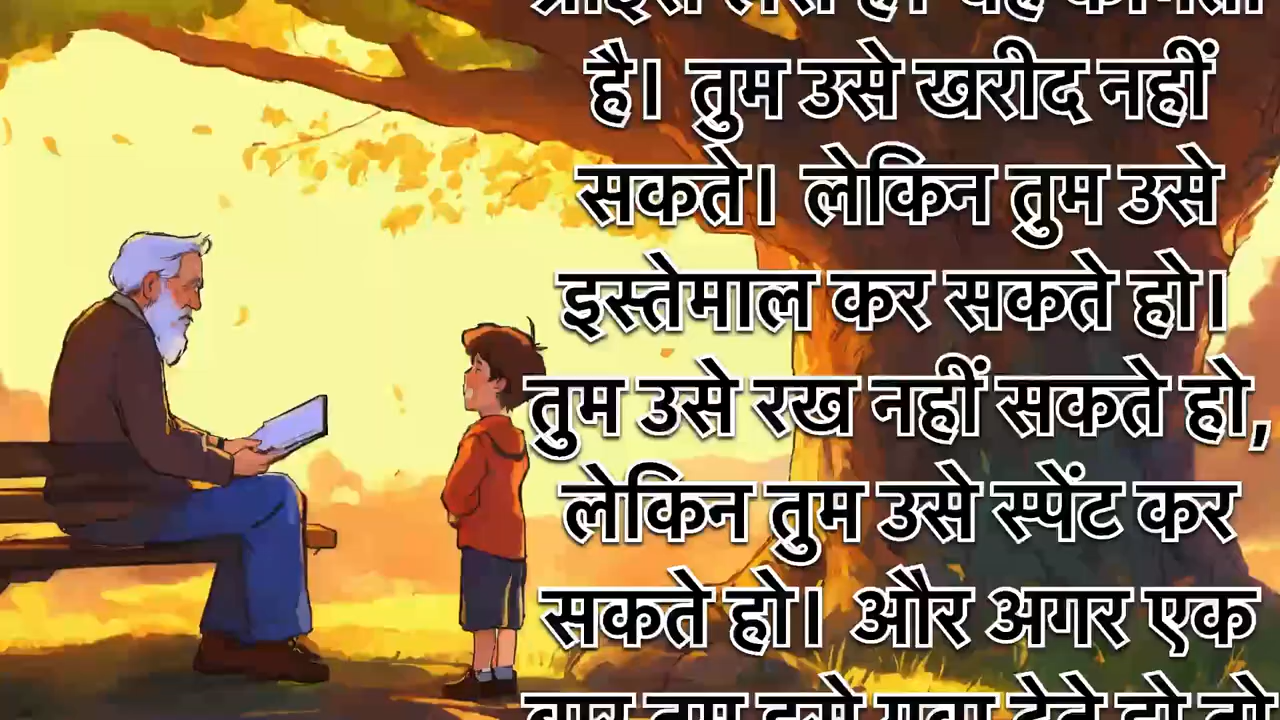 है। तुम उसे खरीद नहीं
सकते। लेकिन तुम उसे
इस्तेमाल कर सकते हो।
तुम उसे रख नहीं सकते हो,
लेकिन तुम उसे स्पेंट कर
सकते हो। और अगर एक